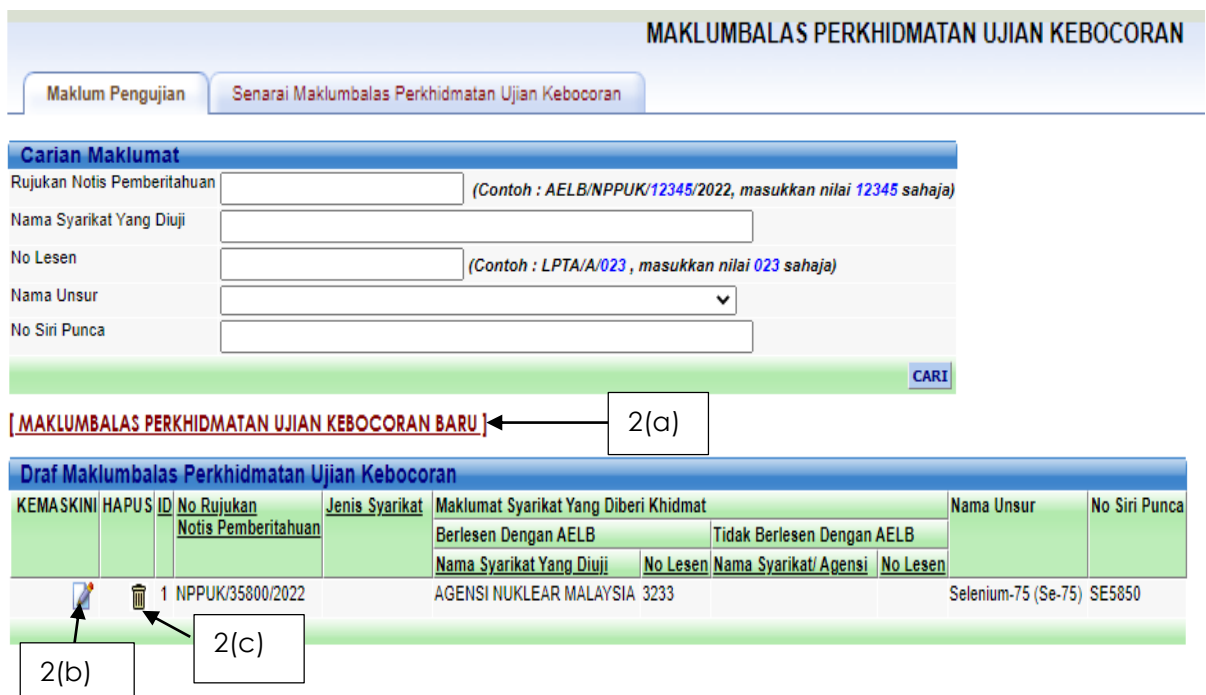 MAKLUMBALAS PERKHIDMATAN UJIAN KEBOCORAN
Maklum Pengujian
Senarai Maklumbalas Perkhidmatan Ujian Kebocoran
Carian Maklumat
Rujukan Notis Pemberitahuan (Contoh : AELB/NPPUK/12345/2022, masukkan nilai 12345 sahaja)
Nama Syarikat Yang Diuji
No Lesen (Contoh : LPTA/A/023 , masukkan nilai 023 sahaja)
Nama Unsur
No Siri Punca
CARI
[ MAKLUMBALAS PERKHIDMATAN UJIAN KEBOCORAN BARU ]
2(a)
Draf Maklumbalas Perkhidmatan Ujian Kebocoran
KEMASKINI HAPUS ID No Rujukan Jenis Syarikat Maklumat Syarikat Yang Diberi Khidmat Nama Unsur No Siri Punca
Notis Pemberitahuan Berlesen Dengan AELB Tidak Berlesen Dengan AELB
Nama Syarikat Yang Diuji No Lesen Nama Syarikat/ Agensi No Lesen
1 NPPUK/35800/2022 AGENSI NUKLEAR MALAYSIA 3233 Selenium-75 (Se-75) SE5850
2(c)
2(b)